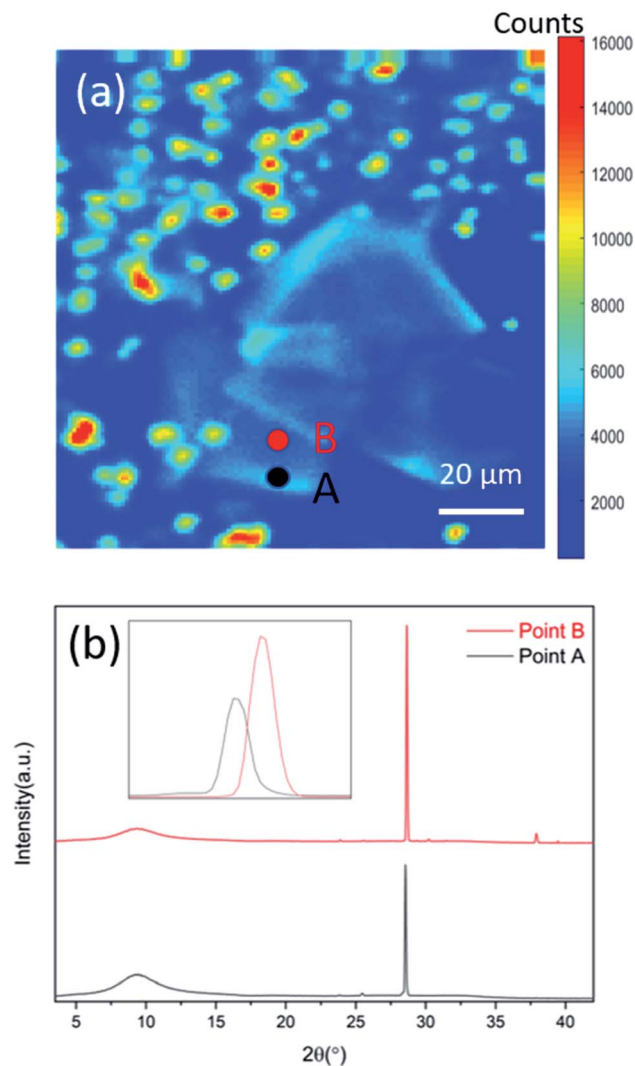 Counts
(a)
16000
14000
12000
10000
8000
6000
4000
2000
B
A
20 μm
(b)
Point B
Point A
Intensity(a.u.)
5 10 15 20 25 30 35 40
2θ(°)